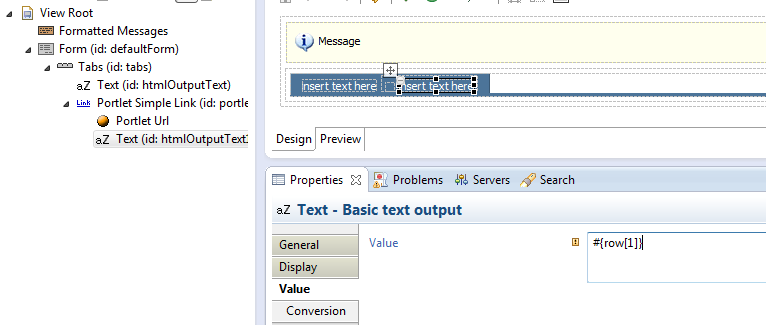 View Root
Formatted Messages
Form (id: defaultForm)
Tabs (id: tabs)
aZ Text (id: htmlOutputText)
Link Portlet Simple Link (id: portle
Portlet Url
aZ Text (id: htmlOutputText
Message
insert text here insert text here
Design Preview
Properties Problems Servers Search
aZ Text - Basic text output
General
Display
Value
Conversion
Value #{row[1]}